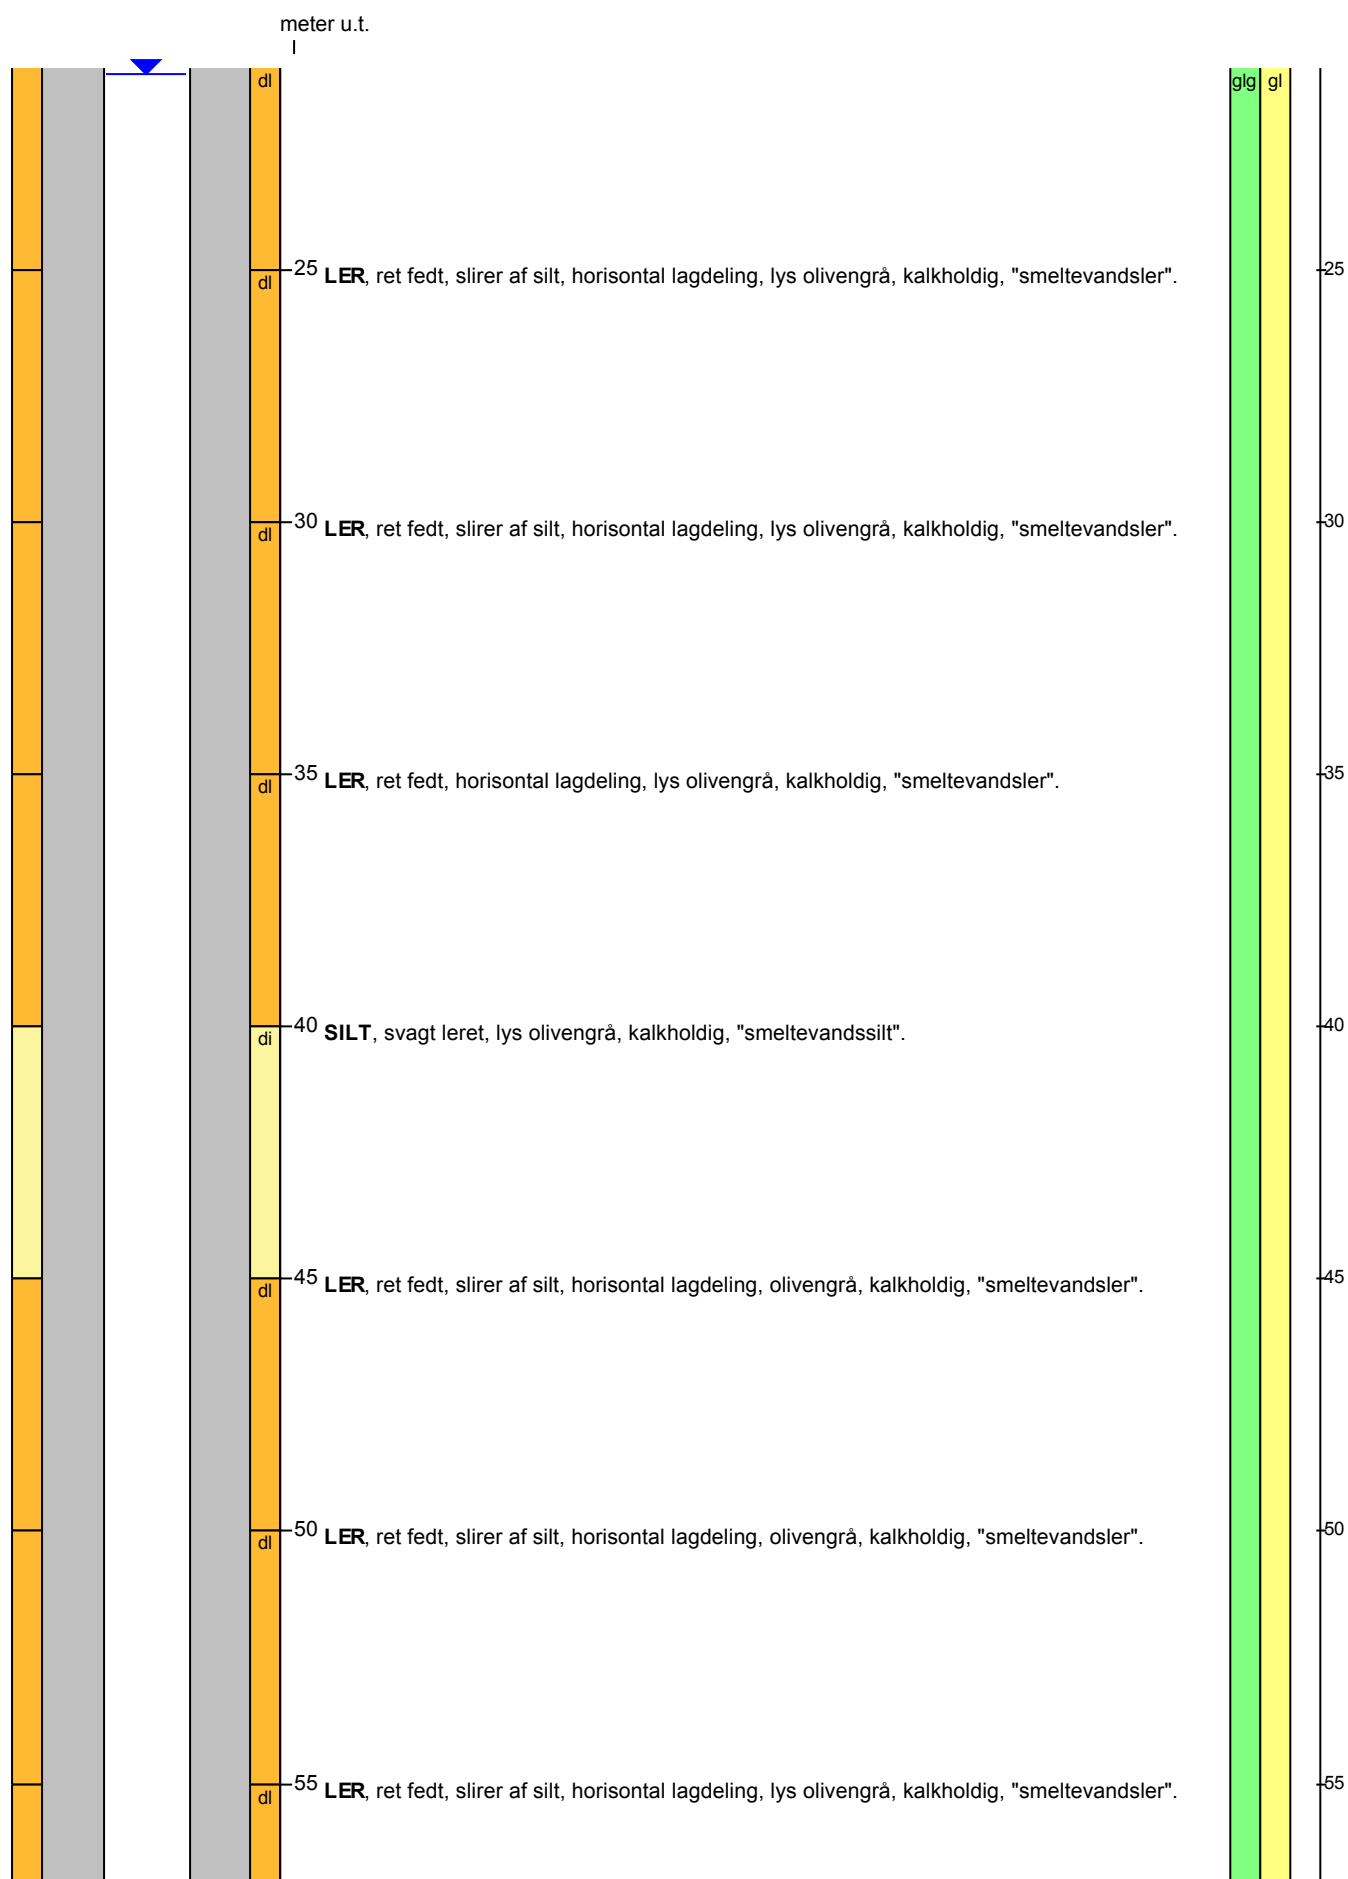 meter u.t.
dl glg gl
25 LER, ret fedt, slirer af silt, horisontal lagdeling, lys olivengrå, kalkholdig, "smeltevandsler". 25
dl
30 LER, ret fedt, slirer af silt, horisontal lagdeling, lys olivengrå, kalkholdig, "smeltevandsler". 30
dl
35 LER, ret fedt, horisontal lagdeling, lys olivengrå, kalkholdig, "smeltevandsler". 35
dl
40 SILT, svagt leret, lys olivengrå, kalkholdig, "smeltevandssilt". 40
di
45 LER, ret fedt, slirer af silt, horisontal lagdeling, olivengrå, kalkholdig, "smeltevandsler". 45
dl
50 LER, ret fedt, slirer af silt, horisontal lagdeling, olivengrå, kalkholdig, "smeltevandsler". 50
dl
55 LER, ret fedt, slirer af silt, horisontal lagdeling, lys olivengrå, kalkholdig, "smeltevandsler". 55
dl